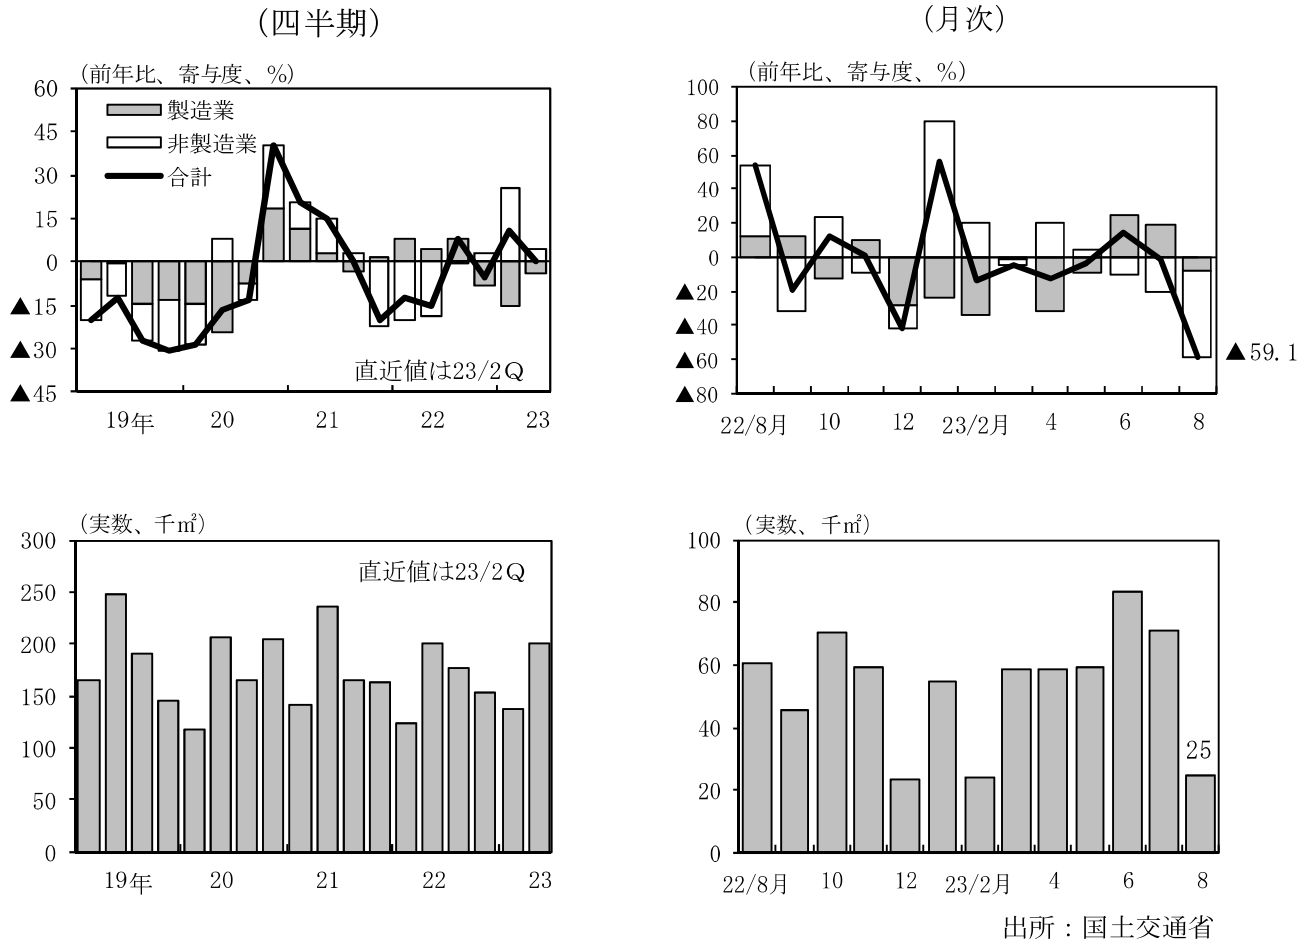 （四半期）
（前年比、寄与度、％）
60
45
30
15
0
▲15
▲30
▲45
製造業
非製造業
合計
直近値は23/2Q
19年 20 21 22 23
（月次）
（前年比、寄与度、％）
100
80
60
40
20
0
▲20
▲40
▲60
▲80
▲59.1
22/8月 10 12 23/2月 4 6 8
（実数、千㎡）
300
250
200
150
100
50
0
直近値は23/2Q
19年 20 21 22 23
（実数、千㎡）
100
80
60
40
20
0
25
22/8月 10 12 23/2月 4 6 8
出所：国土交通省